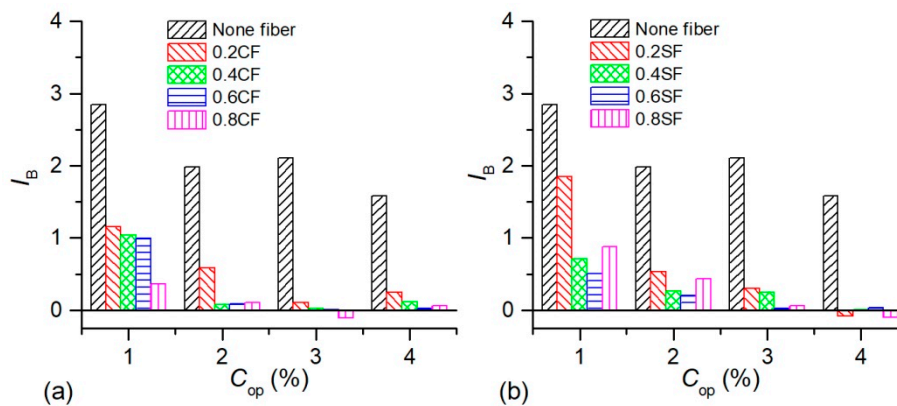 None fiber
0.2CF
0.4CF
0.6CF
0.8CF
4
3
2
1
0
I_B
1 2 3 4
(a) C_op (%)
None fiber
0.2SF
0.4SF
0.6SF
0.8SF
4
3
2
1
0
I_B
1 2 3 4
(b) C_op (%)